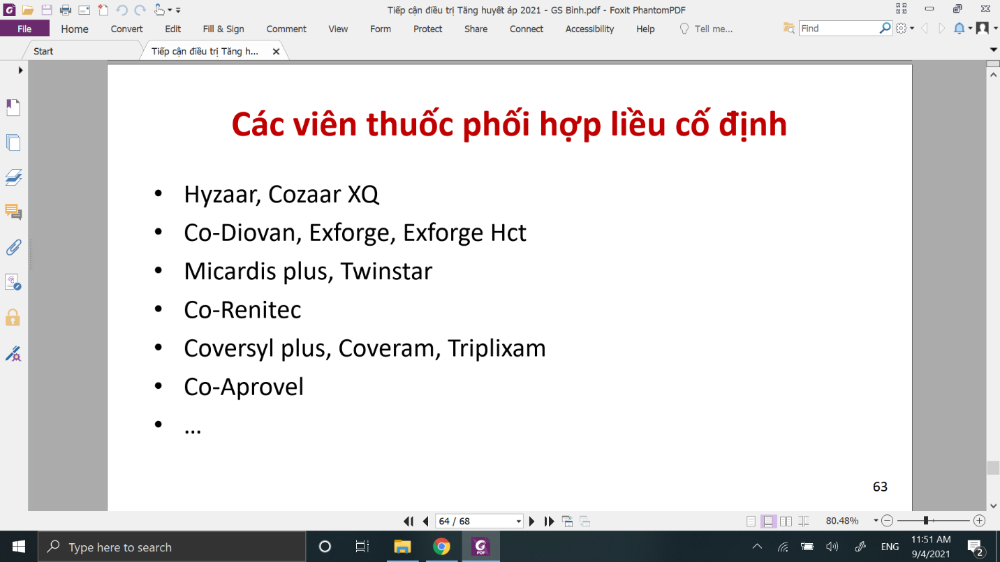 Tiếp cận điều trị Tăng huyết áp 2021 - GS Binh.pdf - Foxit PhantomPDF
File Home Convert Edit Fill & Sign Comment View Form Protect Share Connect Accessibility Help Tell me... Find
Start Tiếp cận điều trị Tăng h...
Các viên thuốc phối hợp liều cố định
• Hyzaar, Cozaar XQ
• Co-Diovan, Exforge, Exforge Hct
• Micardis plus, Twinstar
• Co-Renitec
• Coversyl plus, Coveram, Triplixam
• Co-Aprovel
• ...
63
64 / 68 80.48%
Type here to search PDF ENG 11:51 AM
9/4/2021 2